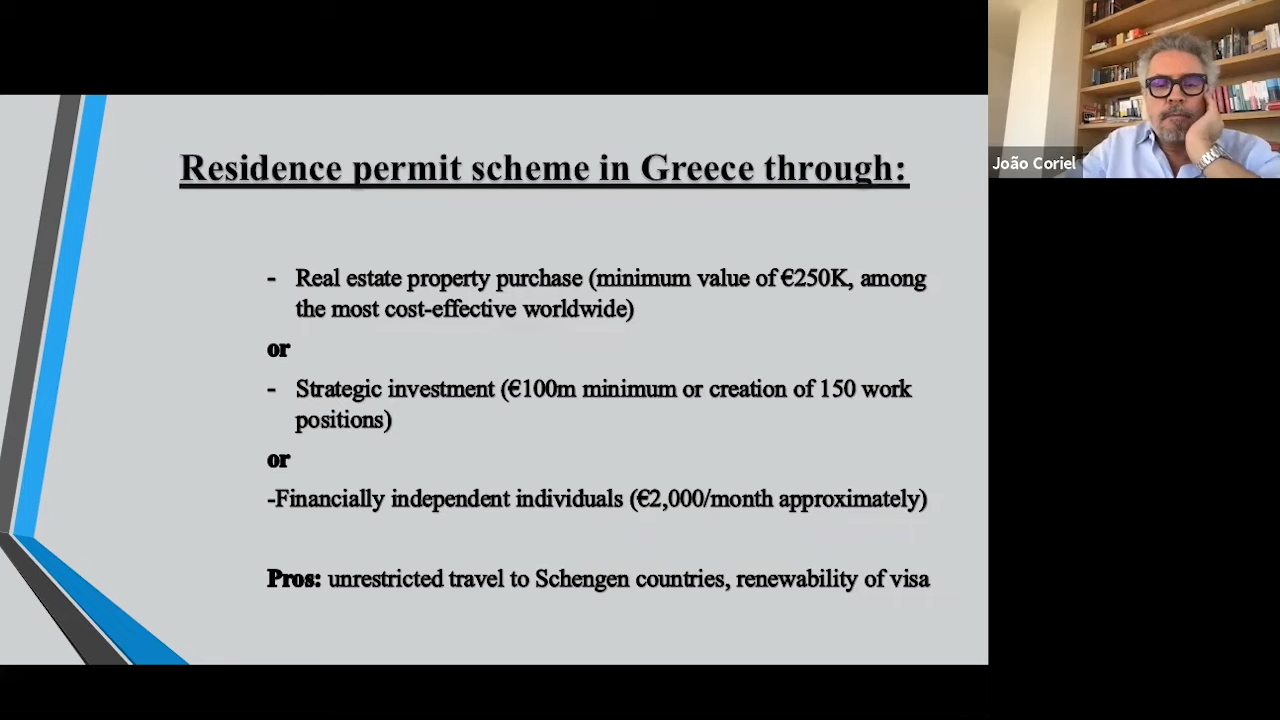 Residence permit scheme in Greece through:
- Real estate property purchase (minimum value of €250K, among
the most cost-effective worldwide)
or
- Strategic investment (€100m minimum or creation of 150 work
positions)
or
-Financially independent individuals (€2,000/month approximately)
Pros: unrestricted travel to Schengen countries, renewability of visa
João Coriel